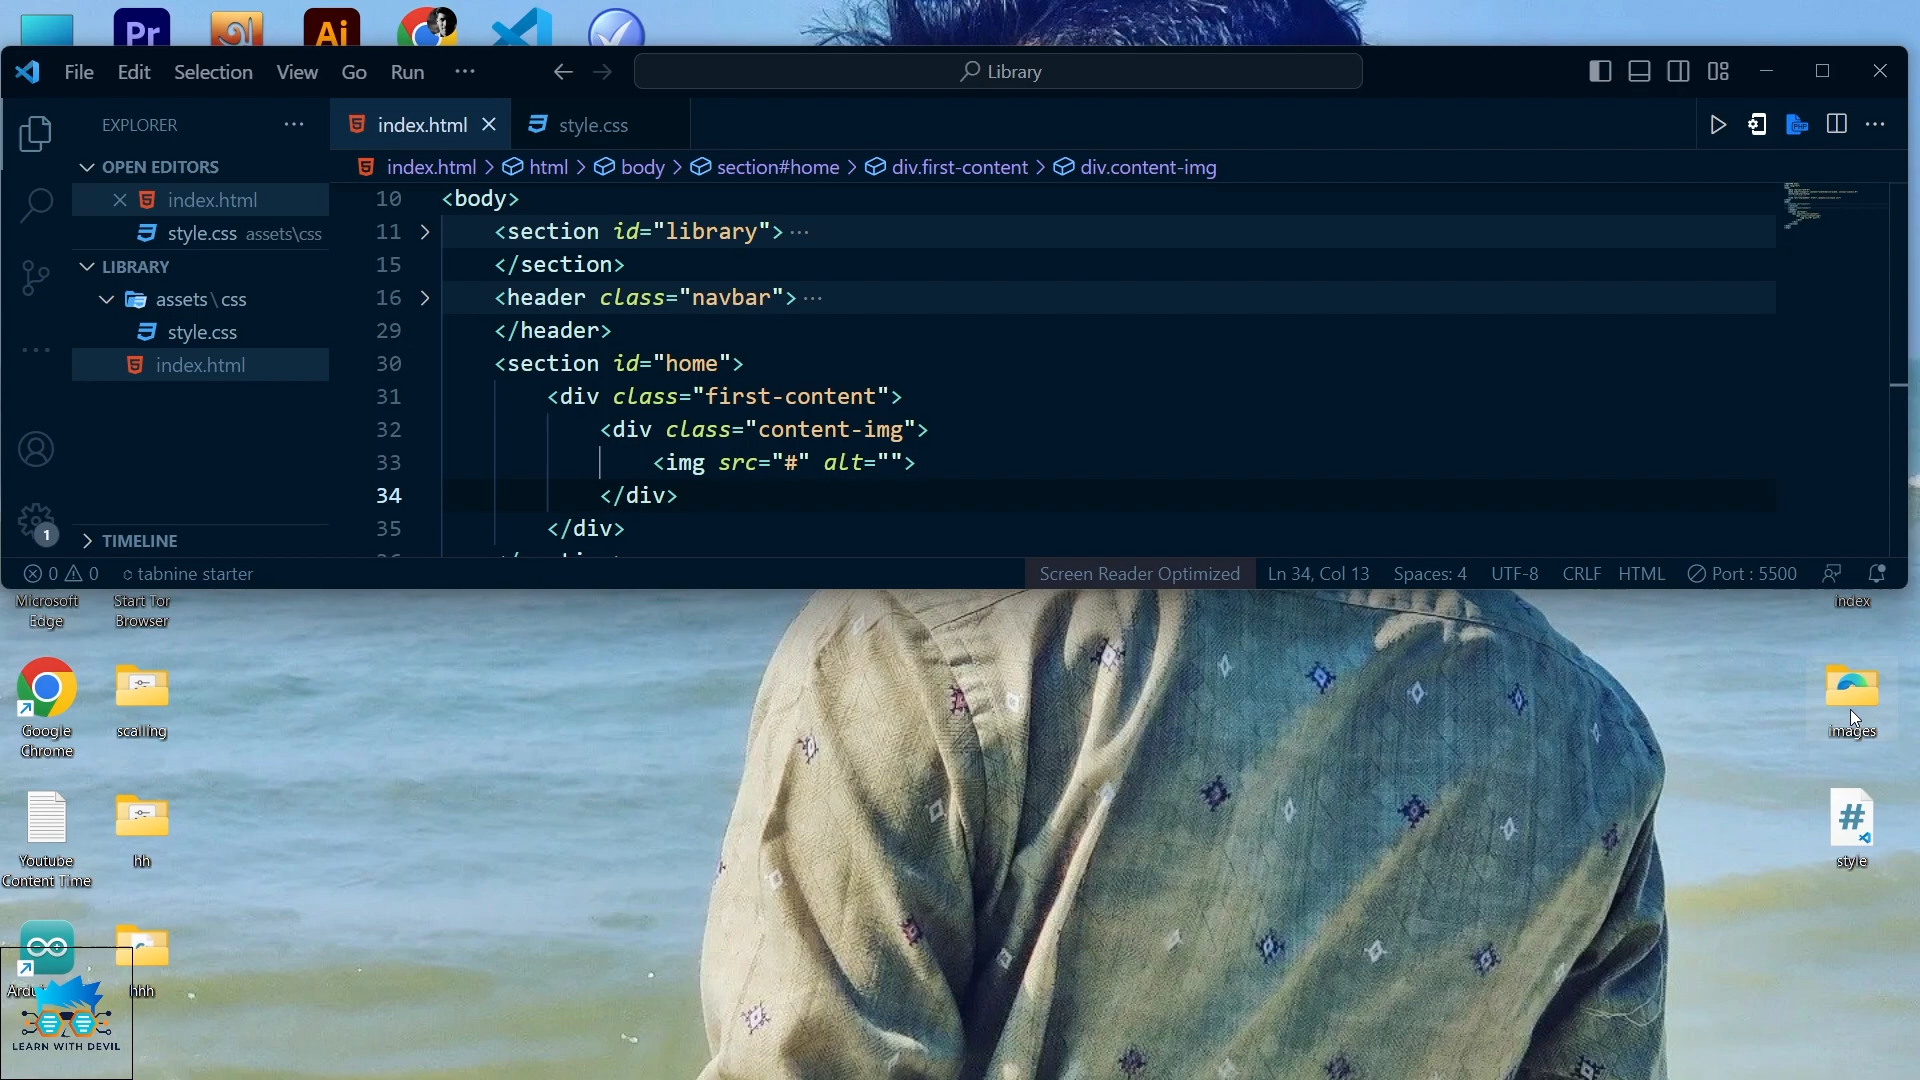 Pr
Ai
File Edit Selection View Go Run
Library
EXPLORER
index.html
style.css
OPEN EDITORS
index.html > html > body > section#home > div.first-content > div.content-img
index.html
style.css assets\css
LIBRARY
assets\css
style.css
index.html
TIMELINE
10 <body>
11 <section id="library"> ...
15 </section>
16 <header class="navbar"> ...
29 </header>
30 <section id="home">
31 <div class="first-content">
32 <div class="content-img">
33 <img src="#" alt="">
34 </div>
35 </div>
1
0 0 tabnine starter
Screen Reader Optimized Ln 34, Col 13 Spaces: 4 UTF-8 CRLF HTML Port : 5500
Microsoft Edge
Start Tor Browser
index
Google Chrome
scalling
images
Youtube Content Time
hh
#
style
hhh
LEARN WITH DEVIL